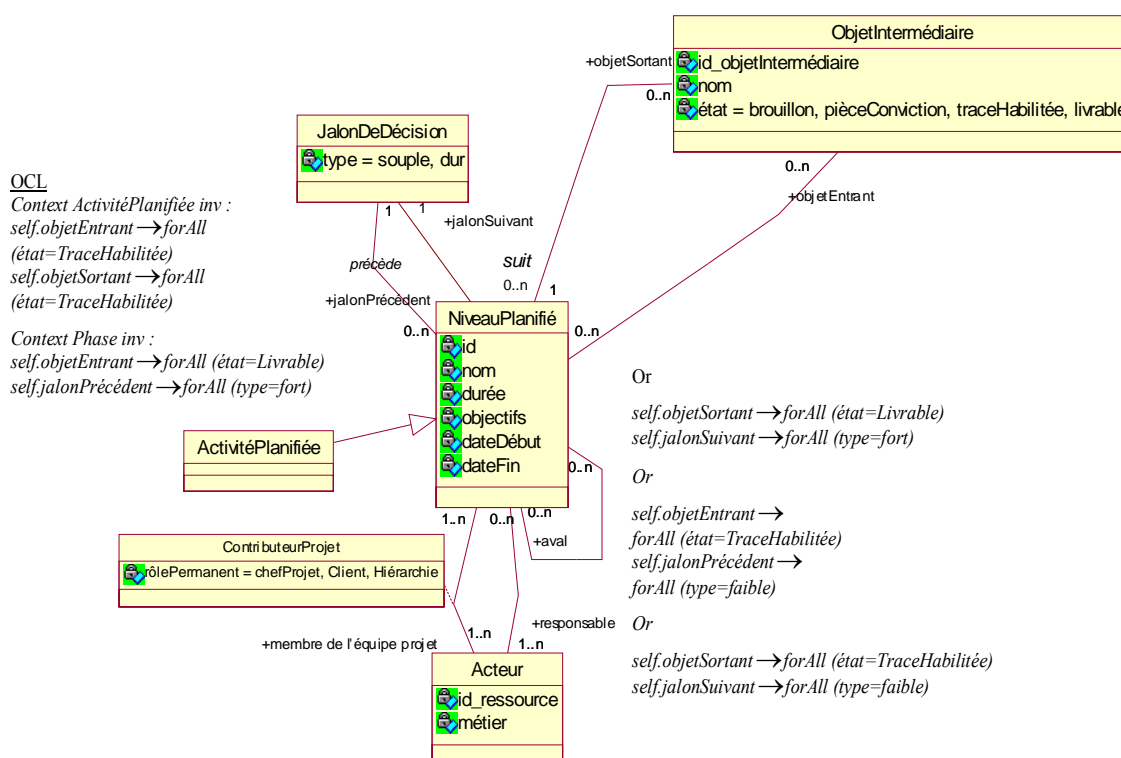 ObjetIntermédiaire
+objetSortant
id_objetIntermédiaire
nom
0..n
état = brouillon, pièceConviction, traceHabilitée, livrable
JalonDeDécision
type = souple, dur
0..n
+objetEntrant
OCL
Context ActivitéPlanifiée inv :
self.objetEntrant →forAll
(état=TraceHabilitée)
self.objetSortant →forAll
(état=TraceHabilitée)
Context Phase inv :
self.objetEntrant →forAll (état=Livrable)
self.jalonPrécédent →forAll (type=fort)
1
1
+jalonSuivant
précède
suit
0..n
1
+jalonPrécédent
0..n
NiveauPlanifié
0..n
id
nom
durée
objectifs
dateDébut
dateFin
0..n
ActivitéPlanifiée
Or
self.objetSortant →forAll (état=Livrable)
self.jalonSuivant →forAll (type=fort)
Or
self.objetEntrant →
forAll (état=TraceHabilitée)
self.jalonPrécédent →
forAll (type=faible)
Or
self.objetSortant →forAll (état=TraceHabilitée)
self.jalonSuivant →forAll (type=faible)
1..n
0..n
0..n
+aval
ContributeurProjet
rôlePermanent = chefProjet, Client, Hiérarchie
+membre de l'équipe projet
1..n
+responsable
1..n
Acteur
id_ressource
métier